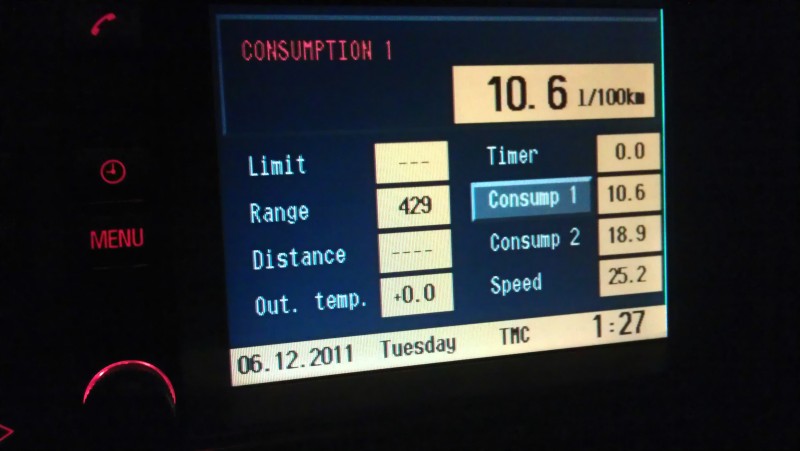 CONSUMPTION 1
10.6 l/100km
Limit ---
Range 429
Distance ----
Out. temp. +0.0
Timer 0.0
Consump 1 10.6
Consump 2 18.9
Speed 25.2
MENU
06.12.2011 Tuesday TMC 1:27